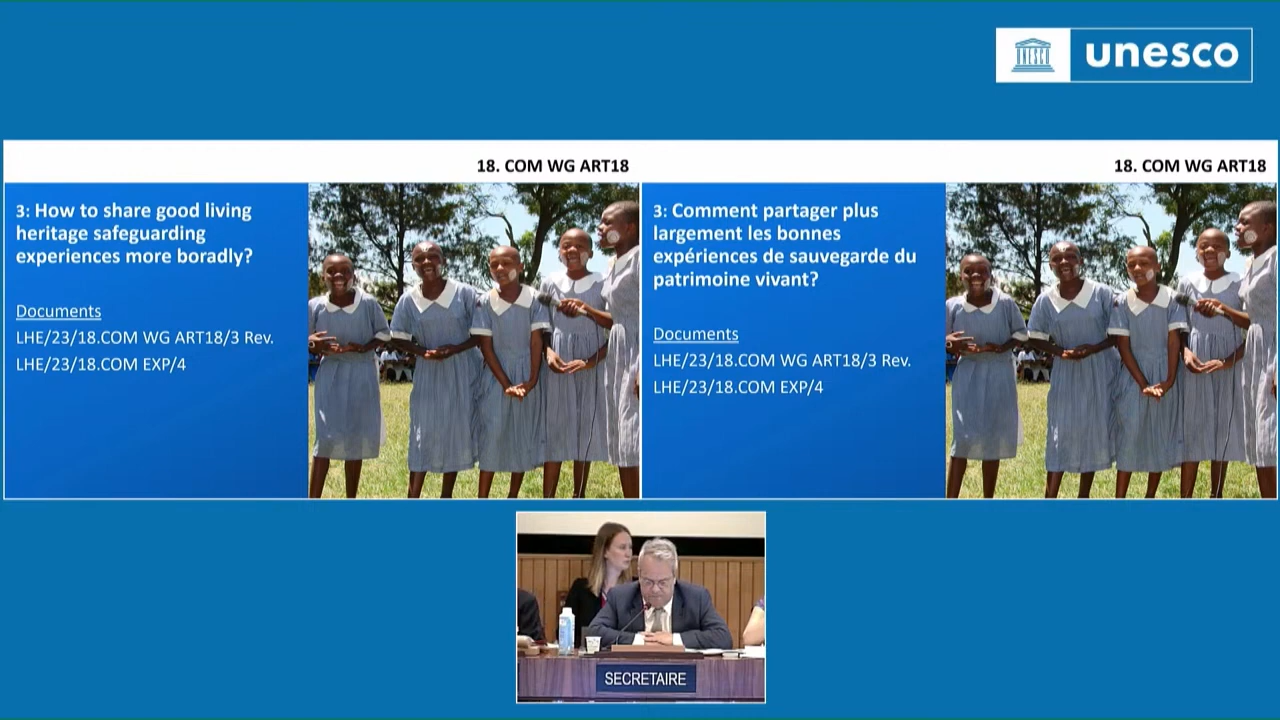 unesco
18. COM WG ART18
3: How to share good living
heritage safeguarding
experiences more boradly?
Documents
LHE/23/18.COM WG ART18/3 Rev.
LHE/23/18.COM EXP/4
18. COM WG ART18
3: Comment partager plus
largement les bonnes
expériences de sauvegarde du
patrimoine vivant?
Documents
LHE/23/18.COM WG ART18/3 Rev.
LHE/23/18.COM EXP/4
SECRETAIRE